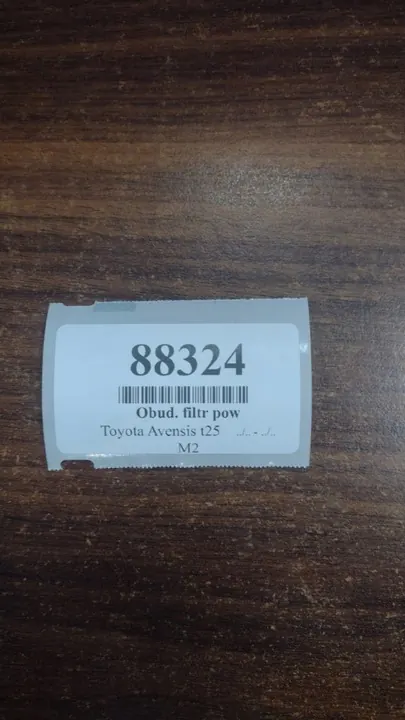 88324
Obud. filtr pow
Toyota Avensis t25 ../.. - ../..
M2